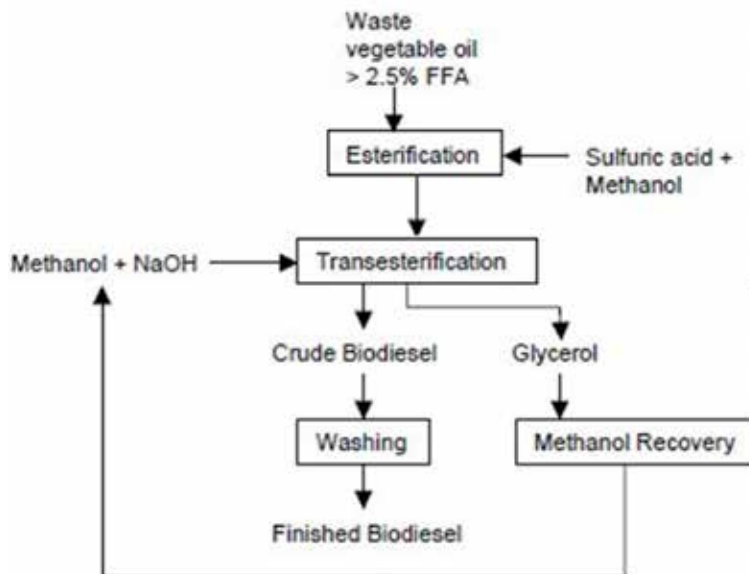 Waste
vegetable oil
> 2.5% FFA
Esterification
Sulfuric acid +
Methanol
Methanol + NaOH
Transesterification
Crude Biodiesel
Glycerol
Washing
Methanol Recovery
Finished Biodiesel